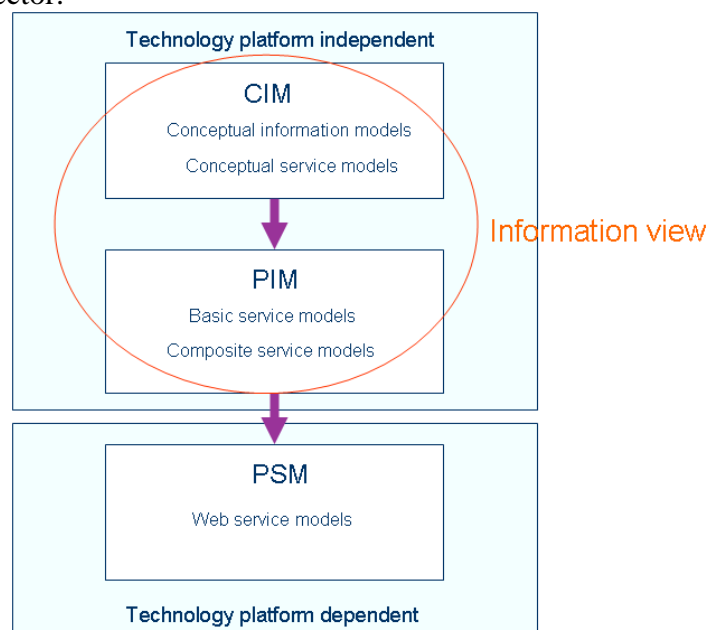 ector.
Technology platform independent
CIM
Conceptual information models
Conceptual service models
Information view
PIM
Basic service models
Composite service models
PSM
Web service models
Technology platform dependent